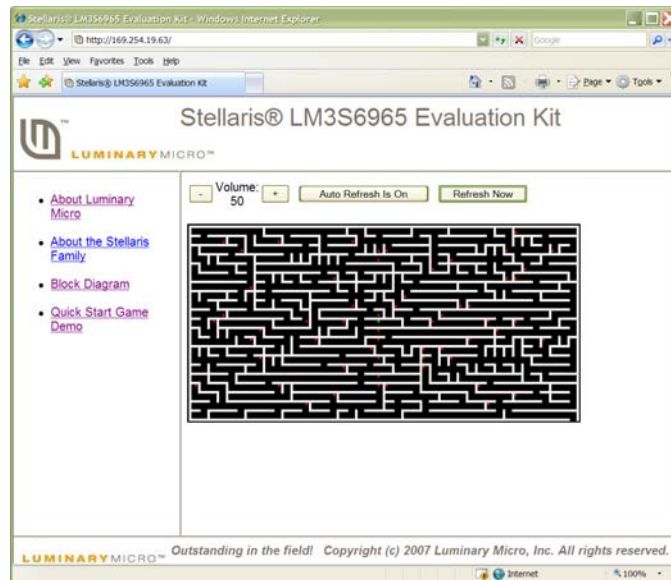 Stellaris® LM3S6965 Evaluation Kit - Windows Internet Explorer
http://169.254.19.63/
Google
File Edit View Favorites Tools Help
Stellaris® LM3S6965 Evaluation Kit
Page Tools
Stellaris® LM3S6965 Evaluation Kit
LUMINARYMICRO™
- Volume: 50 + Auto Refresh Is On Refresh Now
About Luminary
Micro
About the Stellaris
Family
Block Diagram
Quick Start Game
Demo
LUMINARYMICRO™ Outstanding in the field! Copyright (c) 2007 Luminary Micro, Inc. All rights reserved.
Internet 100%